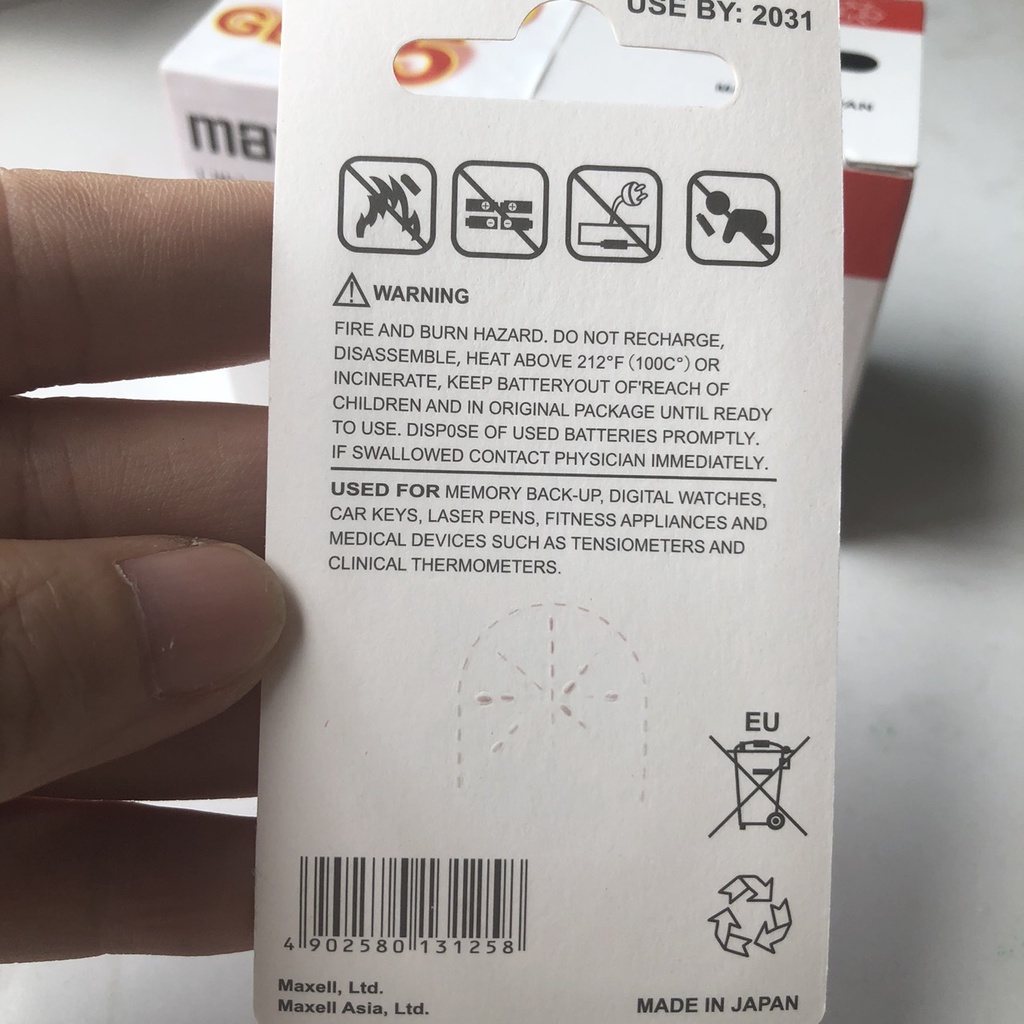 USE BY: 2031
WARNING
FIRE AND BURN HAZARD. DO NOT RECHARGE,
DISASSEMBLE, HEAT ABOVE 212°F (100C°) OR
INCINERATE, KEEP BATTERYOUT OF'REACH OF
CHILDREN AND IN ORIGINAL PACKAGE UNTIL READY
TO USE. DISP0SE OF USED BATTERIES PROMPTLY.
IF SWALLOWED CONTACT PHYSICIAN IMMEDIATELY.
USED FOR MEMORY BACK-UP, DIGITAL WATCHES,
CAR KEYS, LASER PENS, FITNESS APPLIANCES AND
MEDICAL DEVICES SUCH AS TENSIOMETERS AND
CLINICAL THERMOMETERS.
EU
4 902580 131258
Maxell, Ltd.
Maxell Asia, Ltd.
MADE IN JAPAN